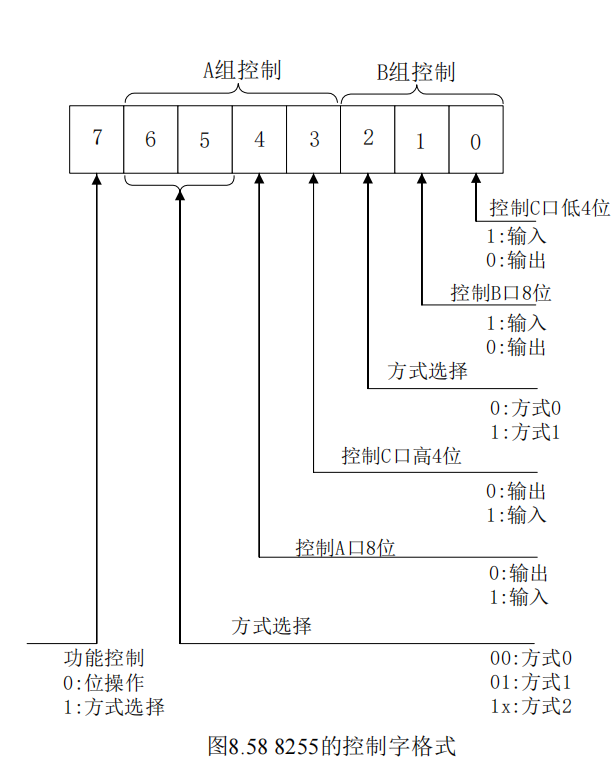 A组控制
B组控制
7 6 5 4 3 2 1 0
控制C口低4位
1:输入
0:输出
控制B口8位
1:输入
0:输出
方式选择
0:方式0
1:方式1
控制C口高4位
0:输出
1:输入
控制A口8位
0:输出
1:输入
方式选择
00:方式0
01:方式1
1x:方式2
功能控制
0:位操作
1:方式选择
图8.58 8255的控制字格式